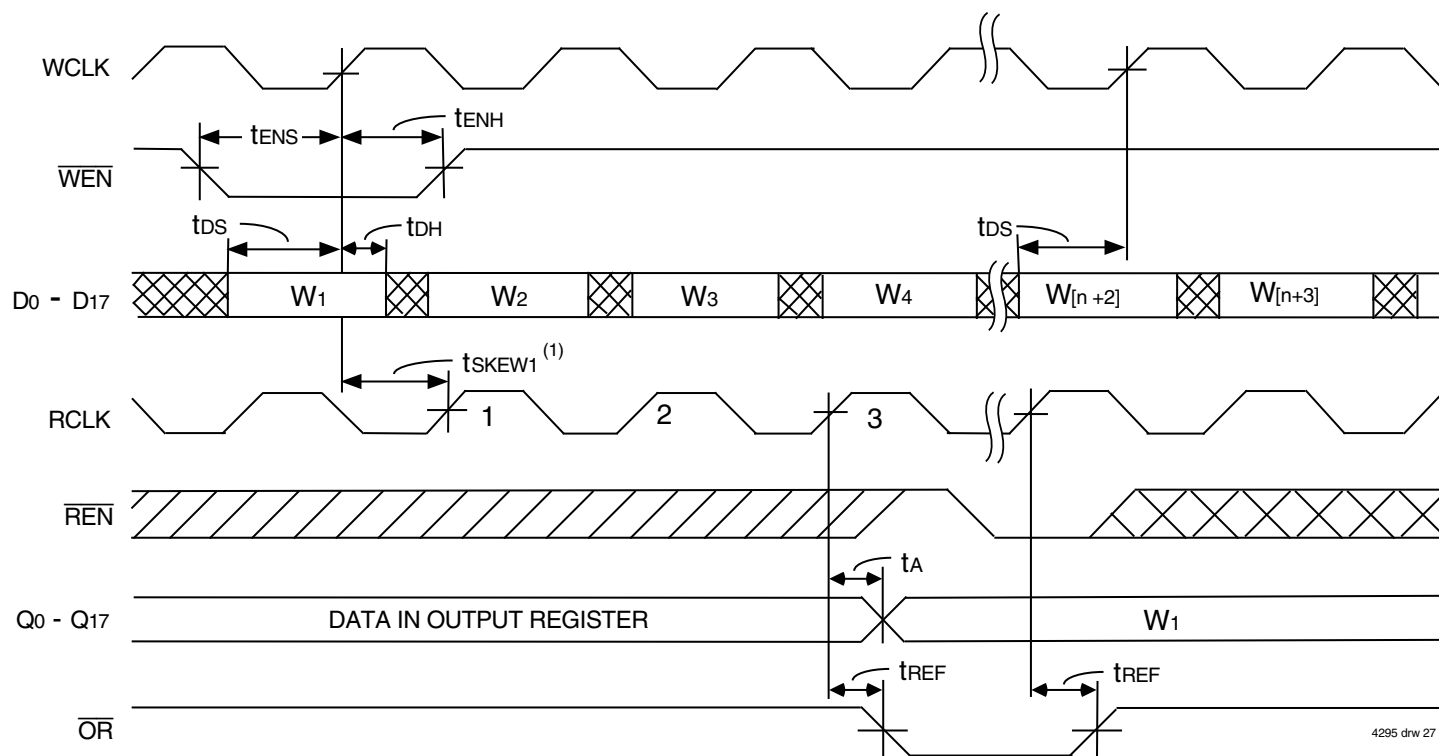 WCLK
tENS
tENH
WEN
tDS
tDH
tDS
D0 - D17
W1
W2
W3
W4
W[n +2]
W[n+3]
tSKEW1 (1)
RCLK
1
2
3
REN
tA
Q0 - Q17
DATA IN OUTPUT REGISTER
W1
tREF
tREF
OR
4295 drw 27